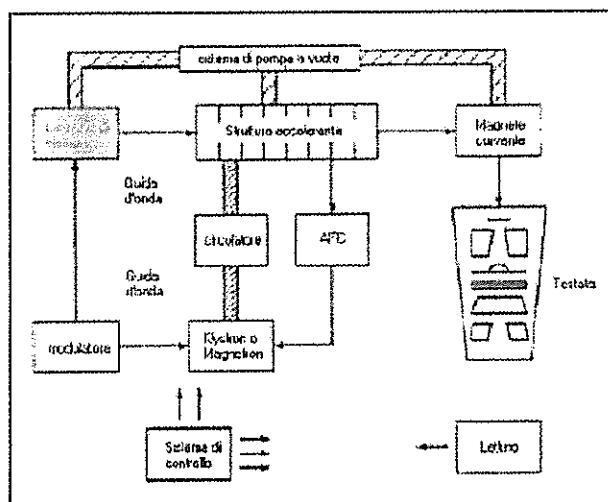 sistema di pompe a vuoto
Struttura accelerante
Magnete
curvante
Guida
d'onda
circolatore
AFC
Guida
d'onda
Testata
modulatore
Klystron o
Magnetron
Sistema di
controllo
Lettino